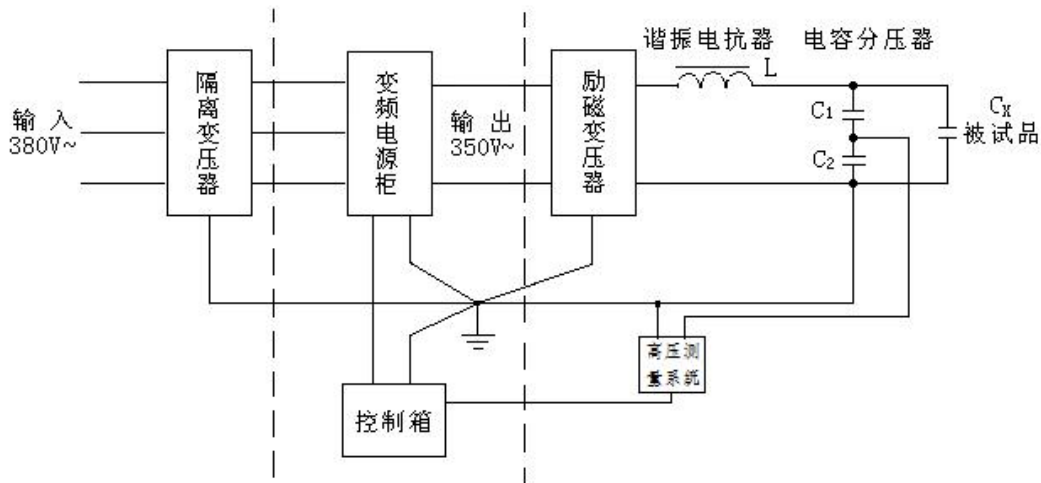 谐振电抗器 电容分压器
L
隔离变压器
变频电源柜
励磁变压器
输入
380V~
输出
350V~
C1
C2
CX
被试品
高压测
量系统
控制箱